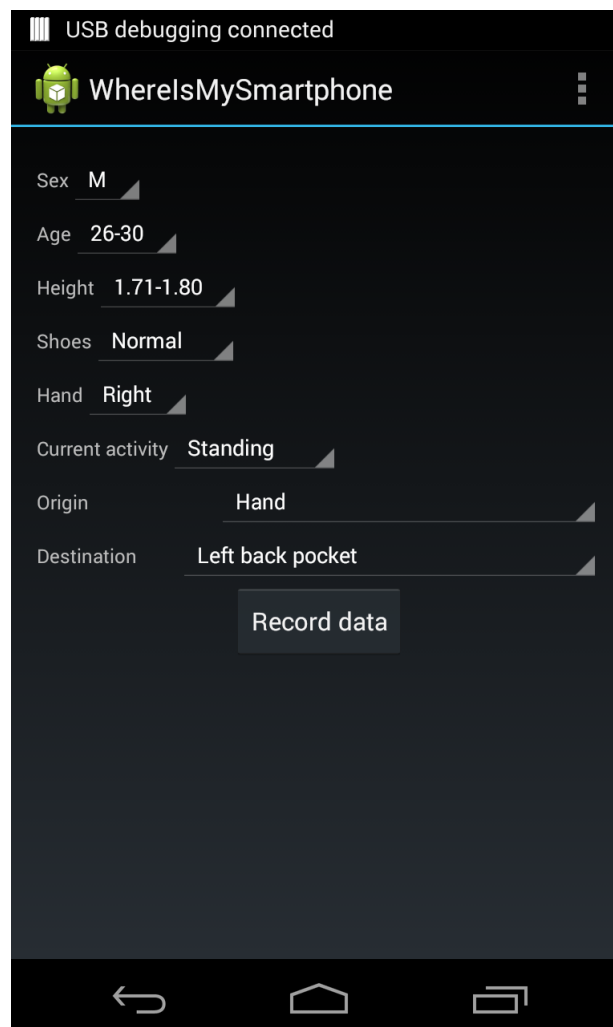 USB debugging connected
WhereIsMySmartphone
Sex M
Age 26-30
Height 1.71-1.80
Shoes Normal
Hand Right
Current activity Standing
Origin Hand
Destination Left back pocket
Record data